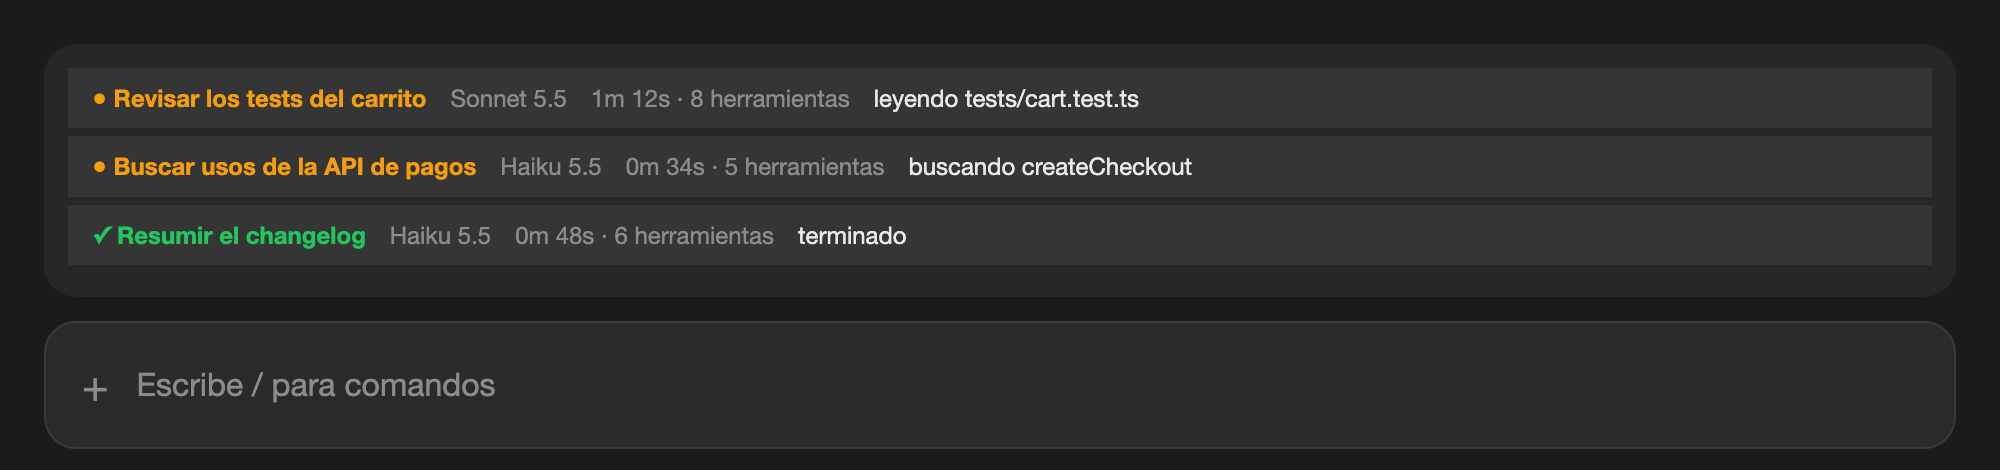 ● Revisar los tests del carrito Sonnet 5.5 1m 12s · 8 herramientas leyendo tests/cart.test.ts
● Buscar usos de la API de pagos Haiku 5.5 0m 34s · 5 herramientas buscando createCheckout
✓ Resumir el changelog Haiku 5.5 0m 48s · 6 herramientas terminado
+ Escribe / para comandos